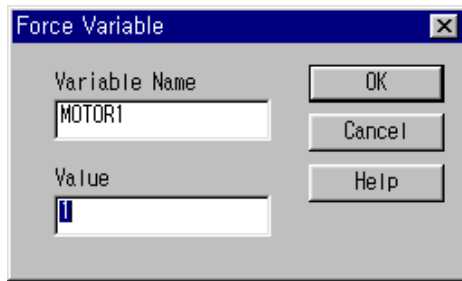 Force Variable
Variable Name
MOTOR1
Value
1
OK
Cancel
Help